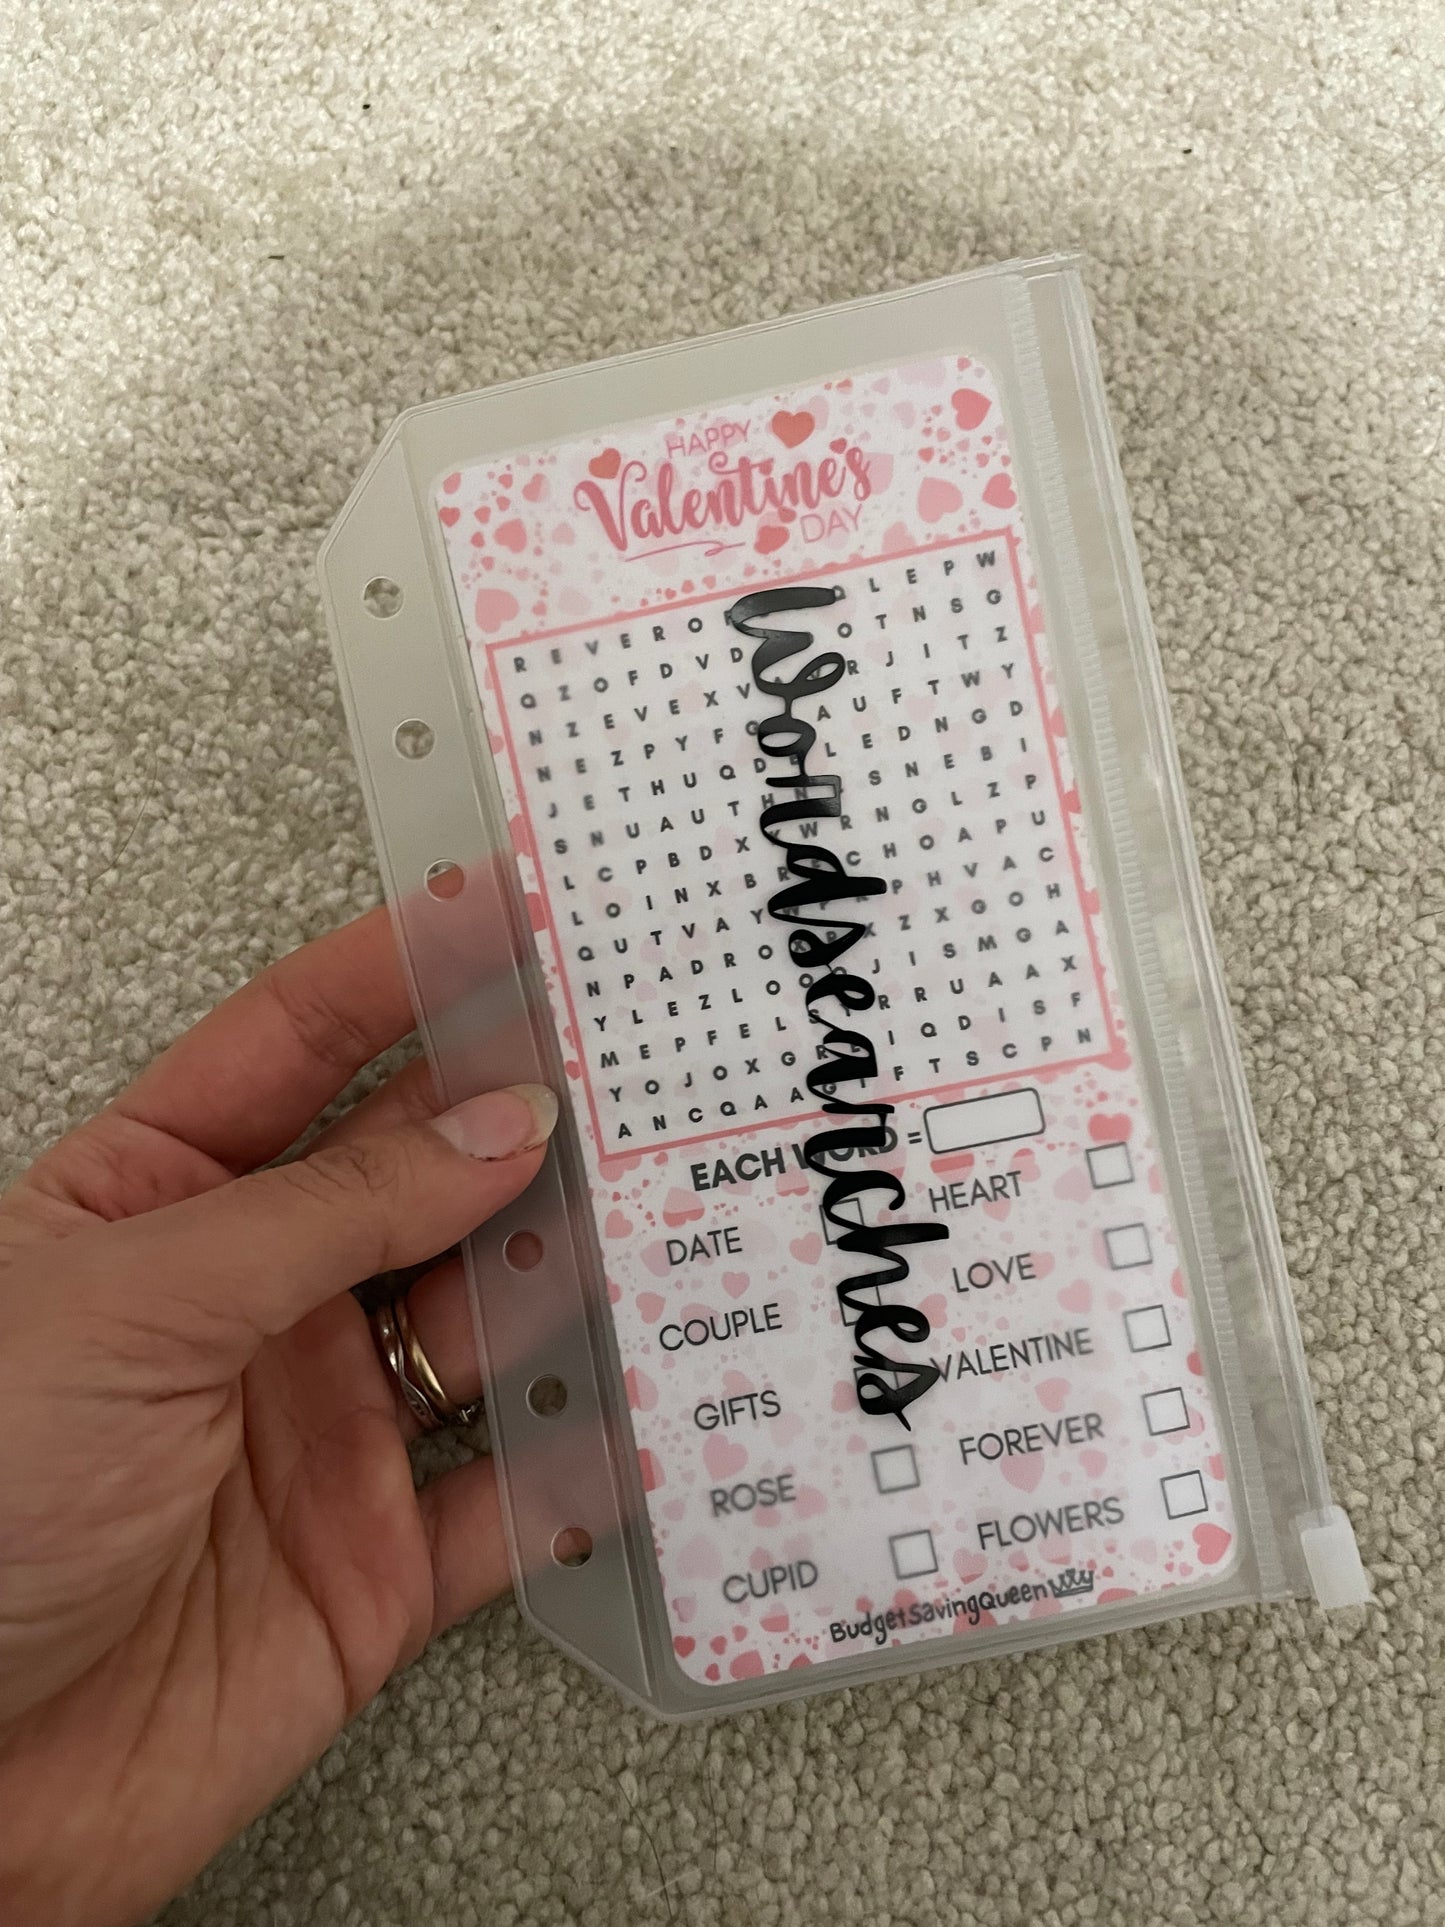 HAPPY
Valentine's
DAY
Wordsearches
R E V E R O F Q L E P W
Q Z O F D V D O T N S G
N Z E V E X V R J I T Z
N E Z P Y F G A U F T W Y
J E T H U Q D L E D N G D
S N U A U T H N S N E B I
L C P B D X W R N G L Z P
L O I N X B R C H O A P U
Q U T V A Y P H V A C
N P A D R O X X Z X G O H
Y L E Z L O O J I S M G A
M E P F E L S R R U A A X
Y O J O X G R I Q D I S F
A N C Q A A G I F T S C P N
EACH WORD =
DATE
HEART
COUPLE
LOVE
GIFTS
VALENTINE
ROSE
FOREVER
CUPID
FLOWERS
BudgetSavingQueen